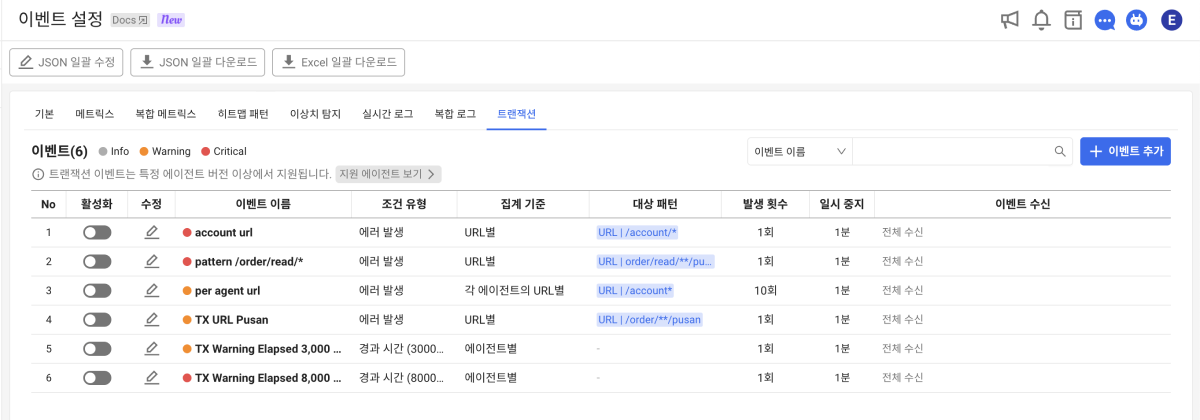 이벤트 설정 Docs New
E
JSON 일괄 수정 JSON 일괄 다운로드 Excel 일괄 다운로드
기본 메트릭스 복합 메트릭스 히트맵 패턴 이상치 탐지 실시간 로그 복합 로그 트랜잭션
이벤트(6) Info Warning Critical 이벤트 이름 이벤트 추가
트랜잭션 이벤트는 특정 에이전트 버전 이상에서 지원됩니다. 지원 에이전트 보기
No 활성화 수정 이벤트 이름 조건 유형 집계 기준 대상 패턴 발생 횟수 일시 중지 이벤트 수신
1 account url 에러 발생 URL별 URL | /account/* 1회 1분 전체 수신
2 pattern /order/read/* 에러 발생 URL별 URL | order/read/**/pu... 1회 1분 전체 수신
3 per agent url 에러 발생 각 에이전트의 URL별 URL | /account* 10회 1분 전체 수신
4 TX URL Pusan 에러 발생 URL별 URL | /order/**/pusan 1회 1분 전체 수신
5 TX Warning Elapsed 3,000 ... 경과 시간 (3000... 에이전트별 - 1회 1분 전체 수신
6 TX Warning Elapsed 8,000 ... 경과 시간 (8000... 에이전트별 - 1회 1분 전체 수신